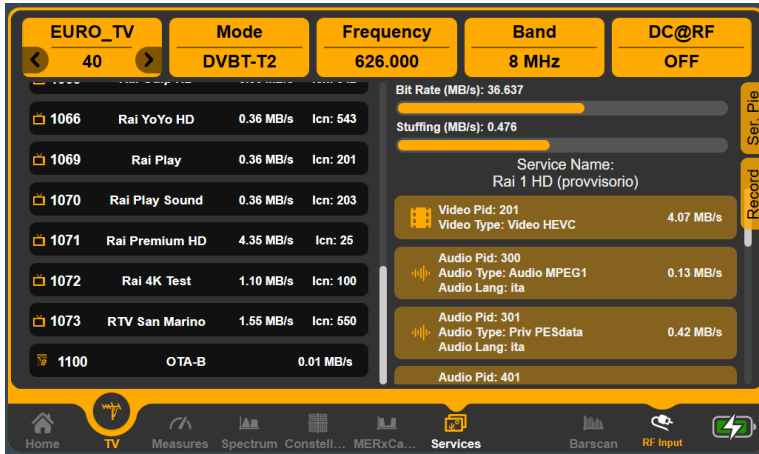 EURO_TV
40
Mode
DVBT-T2
Frequency
626.000
Band
8 MHz
DC@RF
OFF
1066 Rai YoYo HD 0.36 MB/s lcn: 543
1069 Rai Play 0.36 MB/s lcn: 201
1070 Rai Play Sound 0.36 MB/s lcn: 203
1071 Rai Premium HD 4.35 MB/s lcn: 25
1072 Rai 4K Test 1.10 MB/s lcn: 100
1073 RTV San Marino 1.55 MB/s lcn: 550
1100 OTA-B 0.01 MB/s
Bit Rate (MB/s): 36.637
Stuffing (MB/s): 0.476
Service Name:
Rai 1 HD (provvisorio)
Video Pid: 201
Video Type: Video HEVC
4.07 MB/s
Audio Pid: 300
Audio Type: Audio MPEG1
Audio Lang: ita
0.13 MB/s
Audio Pid: 301
Audio Type: Priv PESdata
Audio Lang: ita
0.42 MB/s
Audio Pid: 401
Ser. Pie
Record
Home
TV
Measures
Spectrum
Constell...
MERxCa...
Services
Barscan
RF Input